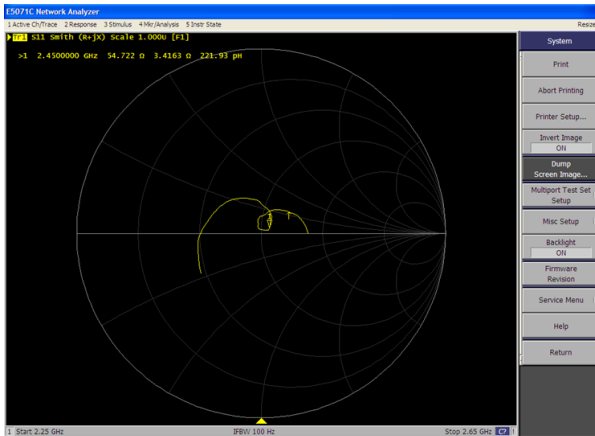 E5071C Network Analyzer
1 Active Ch/Trace 2 Response 3 Stimulus 4 Mkr/Analysis 5 Instr State
Resize
Tr1 S11 Smith (R+jX) Scale 1.000U [F1]
>1 2.4500000 GHz 54.722 Ω 3.4163 Ω 221.93 pH
System
Print
Abort Printing
Printer Setup...
Invert Image
ON
Dump
Screen Image...
Multiport Test Set
Setup
Misc Setup
Backlight
ON
Firmware
Revision
Service Menu
Help
Return
1 Start 2.25 GHz
IFBW 100 Hz
Stop 2.65 GHz C? !